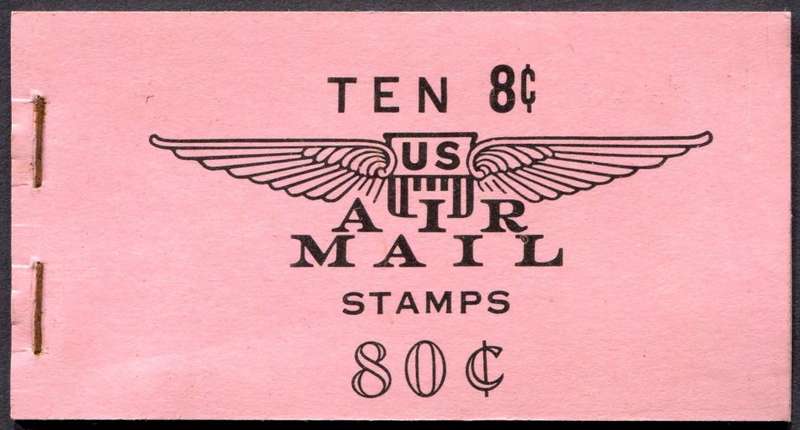 TEN 8¢
US
AIR
MAIL
STAMPS
80¢